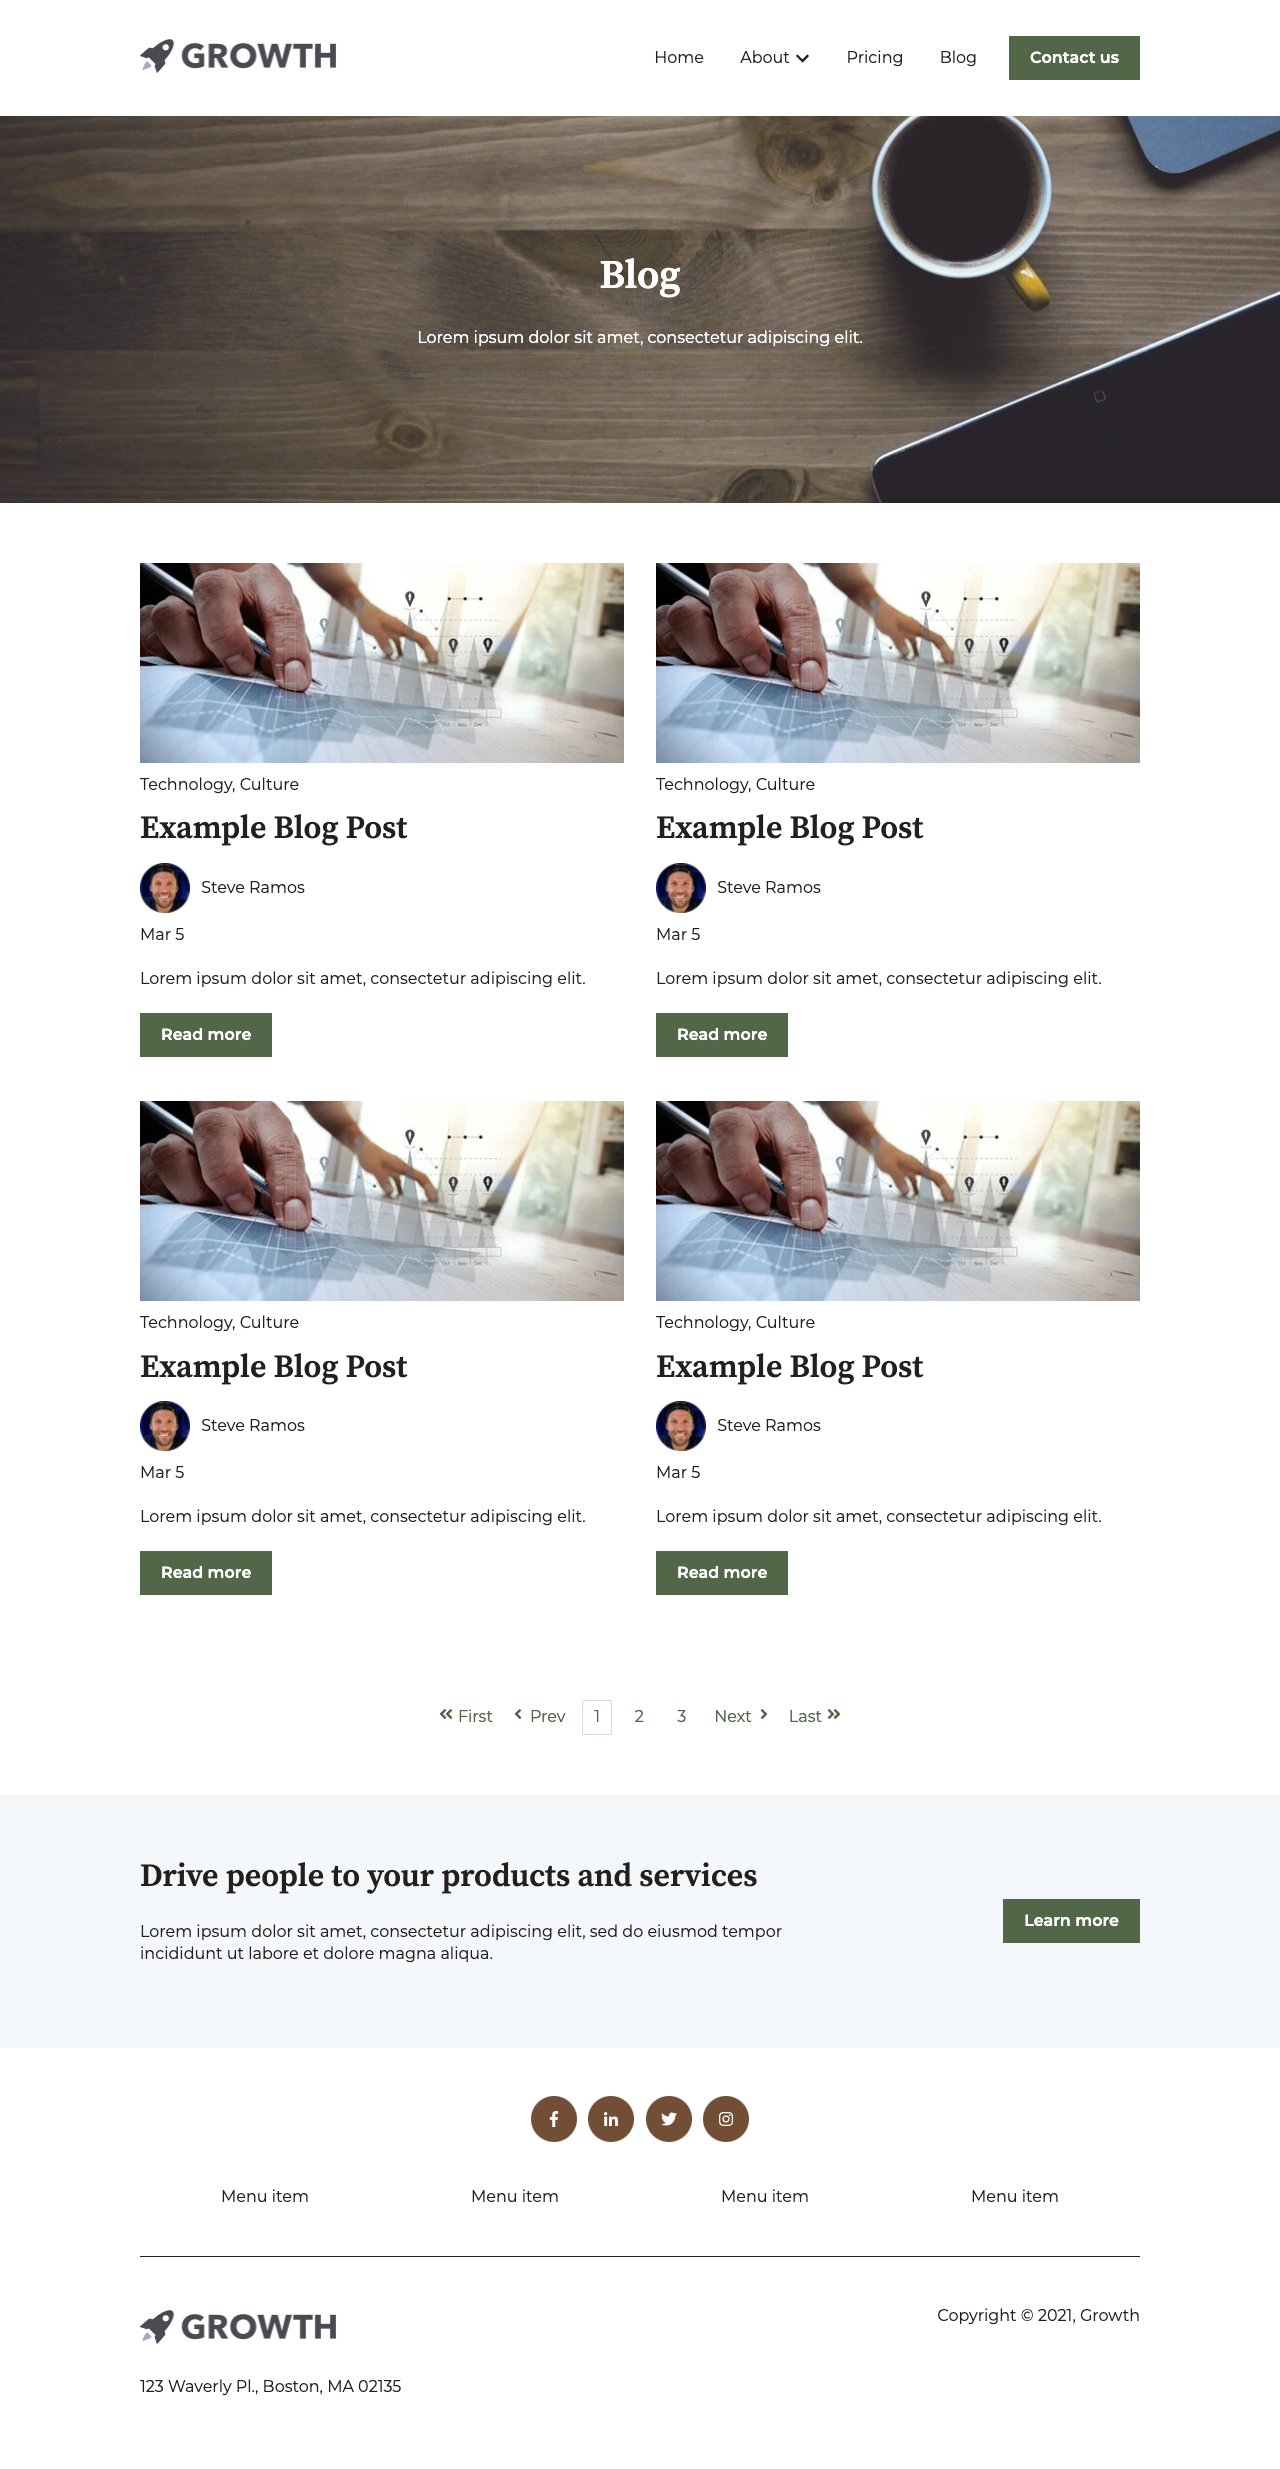 GROWTH
Home About Pricing Blog Contact us
Blog
Lorem ipsum dolor sit amet, consectetur adipiscing elit.
Technology, Culture
Example Blog Post
Steve Ramos
Mar 5
Lorem ipsum dolor sit amet, consectetur adipiscing elit.
Read more
Technology, Culture
Example Blog Post
Steve Ramos
Mar 5
Lorem ipsum dolor sit amet, consectetur adipiscing elit.
Read more
Technology, Culture
Example Blog Post
Steve Ramos
Mar 5
Lorem ipsum dolor sit amet, consectetur adipiscing elit.
Read more
Technology, Culture
Example Blog Post
Steve Ramos
Mar 5
Lorem ipsum dolor sit amet, consectetur adipiscing elit.
Read more
First Prev 1 2 3 Next Last
Drive people to your products and services
Lorem ipsum dolor sit amet, consectetur adipiscing elit, sed do eiusmod tempor
incididunt ut labore et dolore magna aliqua.
Learn more
Menu item Menu item Menu item Menu item
GROWTH
Copyright © 2021, Growth
123 Waverly Pl., Boston, MA 02135